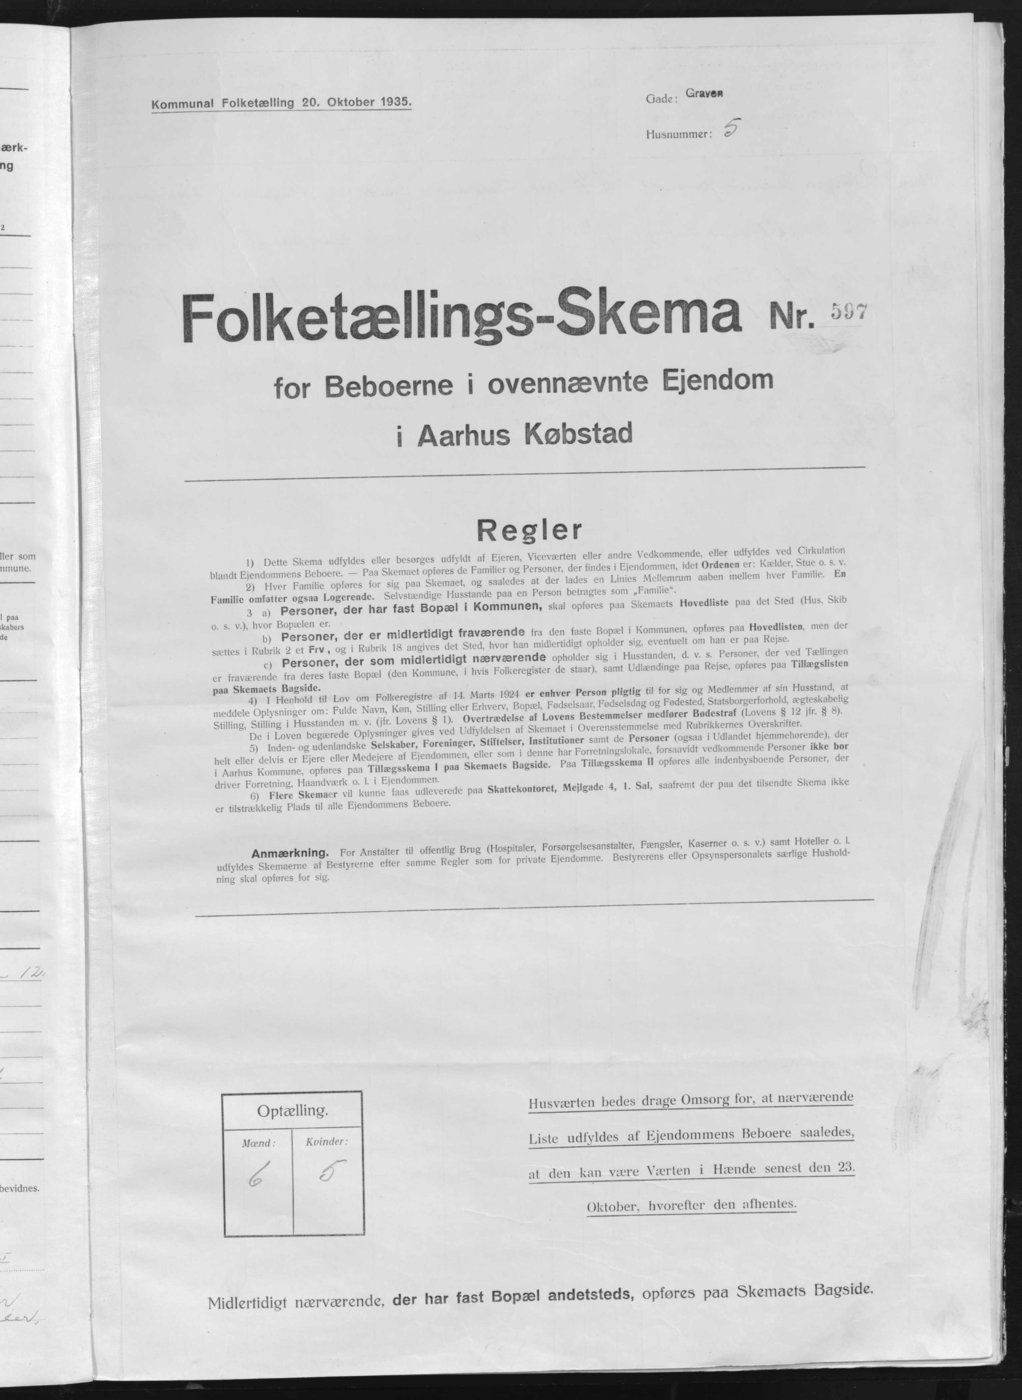 Kommunal Folketælling 20. Oktober 1935.
Gade: Graven
Husnummer: 5
Folketællings-Skema Nr. 597
for Beboerne i ovennævnte Ejendom
i Aarhus Købstad
Regler
1) Dette Skema udfyldes eller besørges udfyldt af Ejeren, Viceværten eller andre Vedkommende, eller udfyldes ved Cirkulation
blandt Ejendommens Beboere. — Paa Skemaet opføres de Familier og Personer, der findes i Ejendommen, idet Ordenen er: Kælder, Stue o. s. v.
2) Hver Familie opføres for sig paa Skemaet, og saaledes at der lades en Linies Mellemrum aaben mellem hver Familie. En
Familie omfatter ogsaa Logerende. Selvstændige Husstande paa en Person betragtes som „Familie“.
3 a) Personer, der har fast Bopæl i Kommunen, skal opføres paa Skemaets Hovedliste paa det Sted (Hus, Skib
o. s. v.), hvor Bopælen er.
b) Personer, der er midlertidigt fraværende fra den faste Bopæl i Kommunen, opføres paa Hovedlisten, men der
sættes i Rubrik 2 et Frv., og i Rubrik 18 angives det Sted, hvor han midlertidigt opholder sig, eventuelt om han er paa Rejse.
c) Personer, der som midlertidigt nærværende opholder sig i Husstanden, d. v. s. Personer, der ved Tællingen
er fraværende fra deres faste Bopæl (den Kommune, i hvis Folkeregister de staar), samt Udlændinge paa Rejse, opføres paa Tillægslisten
paa Skemaets Bagside.
4) I Henhold til Lov om Folkeregistre af 14. Marts 1924 er enhver Person pligtig til for sig og Medlemmer af sin Husstand, at
meddele Oplysninger om: Fulde Navn, Køn, Stilling eller Erhverv, Bopæl, Fødselsaar, Fødselsdag og Fødested, Statsborgerforhold, ægteskabelig
Stilling, Stilling i Husstanden m. v. (jfr. Lovens § 1). Overtrædelse af Lovens Bestemmelser medfører Bødestraf (Lovens § 12 jfr. § 8).
De i Loven begærede Oplysninger gives ved Udfyldelsen af Skemaet i Overensstemmelse med Rubrikkernes Overskrifter.
5) Inden- og udenlandske Selskaber, Foreninger, Stiftelser, Institutioner samt de Personer (ogsaa i Udlandet hjemmehørende), der
helt eller delvis er Ejere eller Medejere af Ejendommen, eller som i denne har Forretningslokale, forsaavidt vedkommende Personer ikke bor
i Aarhus Kommune, opføres paa Tillægsskema I paa Skemaets Bagside. Paa Tillægsskema II opføres alle indenbysboende Personer, der
driver Forretning, Haandværk o. l. i Ejendommen.
6) Flere Skemaer vil kunne faas udleverede paa Skattekontoret, Mejlgade 4, 1. Sal, saafremt der paa det tilsendte Skema ikke
er tilstrækkelig Plads til alle Ejendommens Beboere.
Anmærkning. For Anstalter til offentlig Brug (Hospitaler, Forsørgelsesanstalter, Fængsler, Kaserner o. s. v.) samt Hoteller o. l.
udfyldes Skemaerne af Bestyrerne efter samme Regler som for private Ejendomme. Bestyrerens eller Opsynspersonalets særlige Hushold-
ning skal opføres for sig.
Optælling.
Mænd: Kvinder:
6 5
Husværten bedes drage Omsorg for, at nærværende
Liste udfyldes af Ejendommens Beboere saaledes,
at den kan være Værten i Hænde senest den 23.
Oktober, hvorefter den afhentes.
Midlertidigt nærværende, der har fast Bopæl andetsteds, opføres paa Skemaets Bagside.
ærk-
ng
2
ller som
mmune.
l paa
skabers
de
12.
bevidnes.